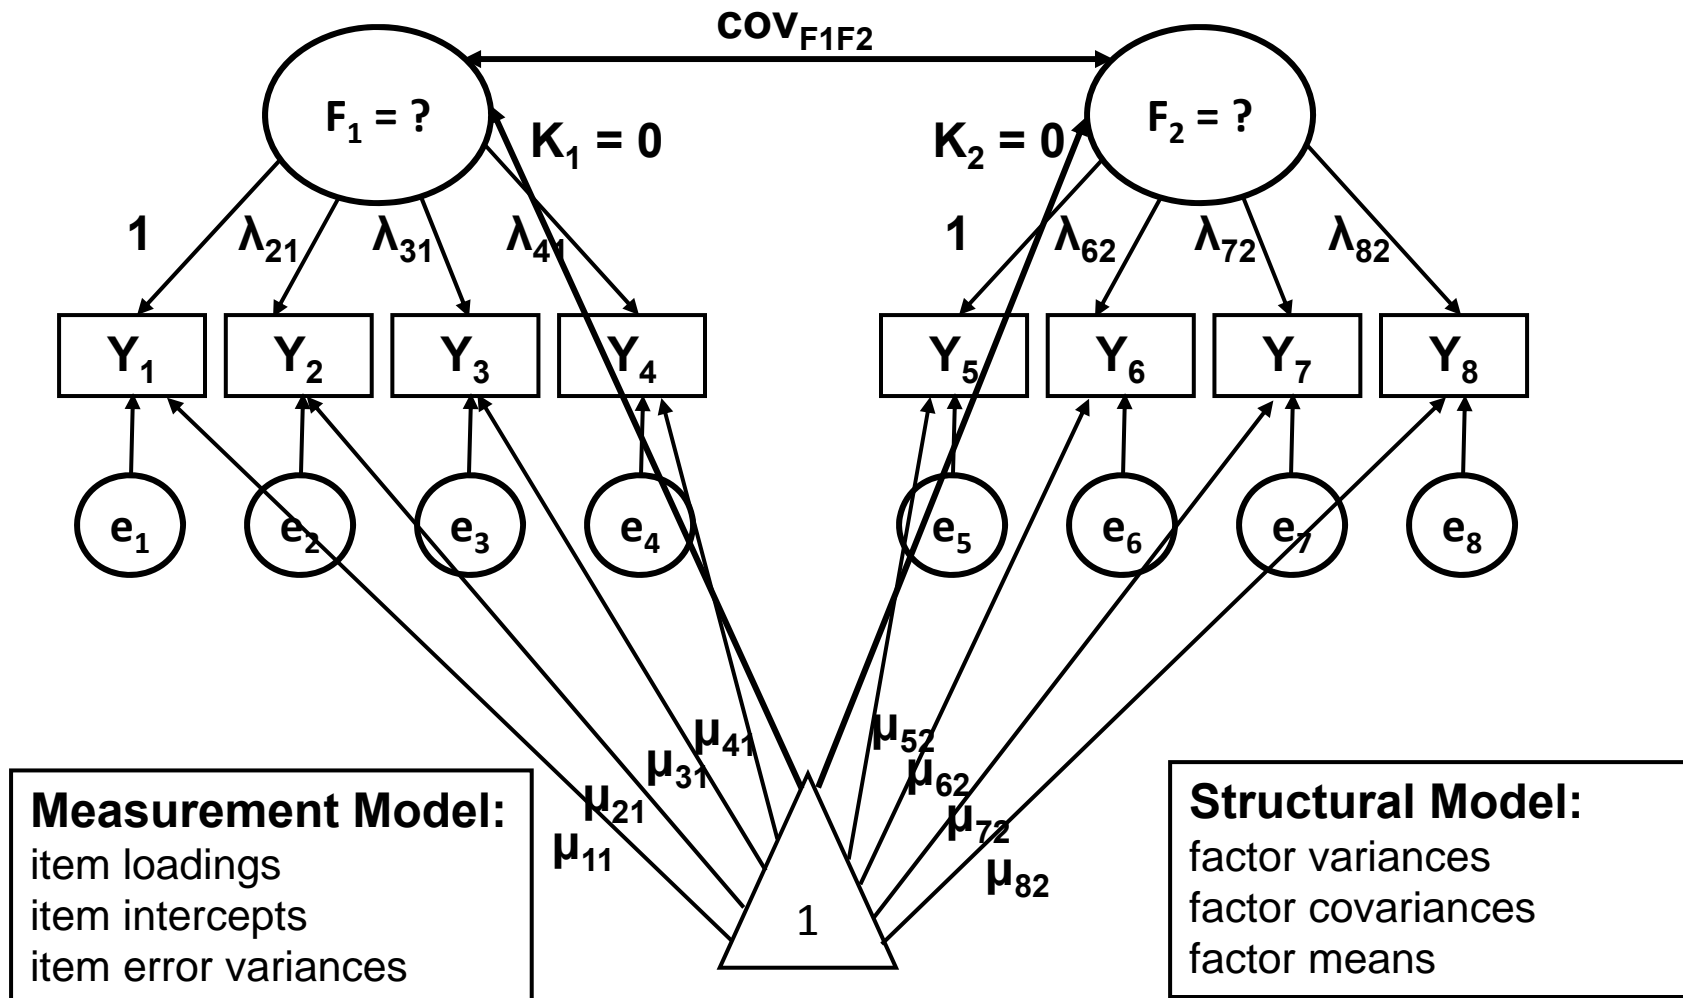 cov_F1F2
F₁ = ?
K₁ = 0
K₂ = 0
F₂ = ?
1
λ₂₁
λ₃₁
λ₄₁
1
λ₆₂
λ₇₂
λ₈₂
Y₁
Y₂
Y₃
Y₄
Y₅
Y₆
Y₇
Y₈
e₁
e₂
e₃
e₄
e₅
e₆
e₇
e₈
μ₄₁
μ₃₁
μ₂₁
μ₁₁
μ₅₂
μ₆₂
μ₇₂
μ₈₂
1
Measurement Model:
item loadings
item intercepts
item error variances
Structural Model:
factor variances
factor covariances
factor means